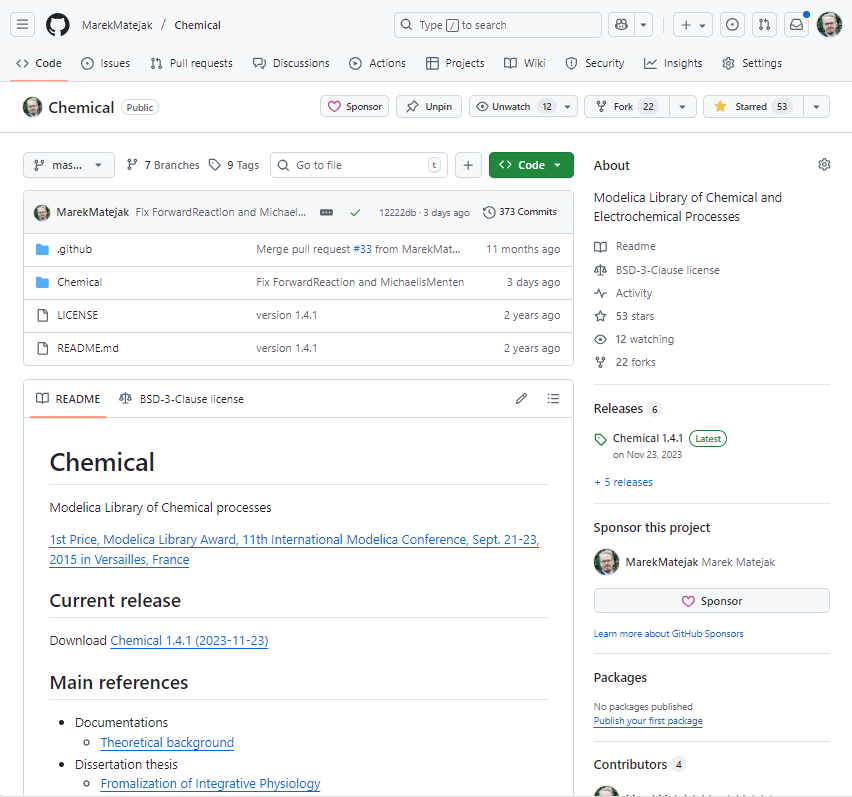 MarekMatejak / Chemical
Type / to search
Code Issues Pull requests Discussions Actions Projects Wiki Security Insights Settings
Chemical Public
Sponsor Unpin Unwatch 12 Fork 22 Starred 53
mas... 7 Branches 9 Tags Go to file t + Code
MarekMatejak Fix ForwardReaction and Michael... 12222db · 3 days ago 373 Commits
.github Merge pull request #33 from MarekMat... 11 months ago
Chemical Fix ForwardReaction and MichaelisMenten 3 days ago
LICENSE version 1.4.1 2 years ago
README.md version 1.4.1 2 years ago
README BSD-3-Clause license
Chemical
Modelica Library of Chemical processes
1st Price, Modelica Library Award, 11th International Modelica Conference, Sept. 21-23,
2015 in Versailles, France
Current release
Download Chemical 1.4.1 (2023-11-23)
Main references
Documentations
Theoretical background
Dissertation thesis
Fromalization of Integrative Physiology
About
Modelica Library of Chemical and
Electrochemical Processes
Readme
BSD-3-Clause license
Activity
53 stars
12 watching
22 forks
Releases 6
Chemical 1.4.1 Latest
on Nov 23, 2023
+ 5 releases
Sponsor this project
MarekMatejak Marek Matejak
Sponsor
Learn more about GitHub Sponsors
Packages
No packages published
Publish your first package
Contributors 4